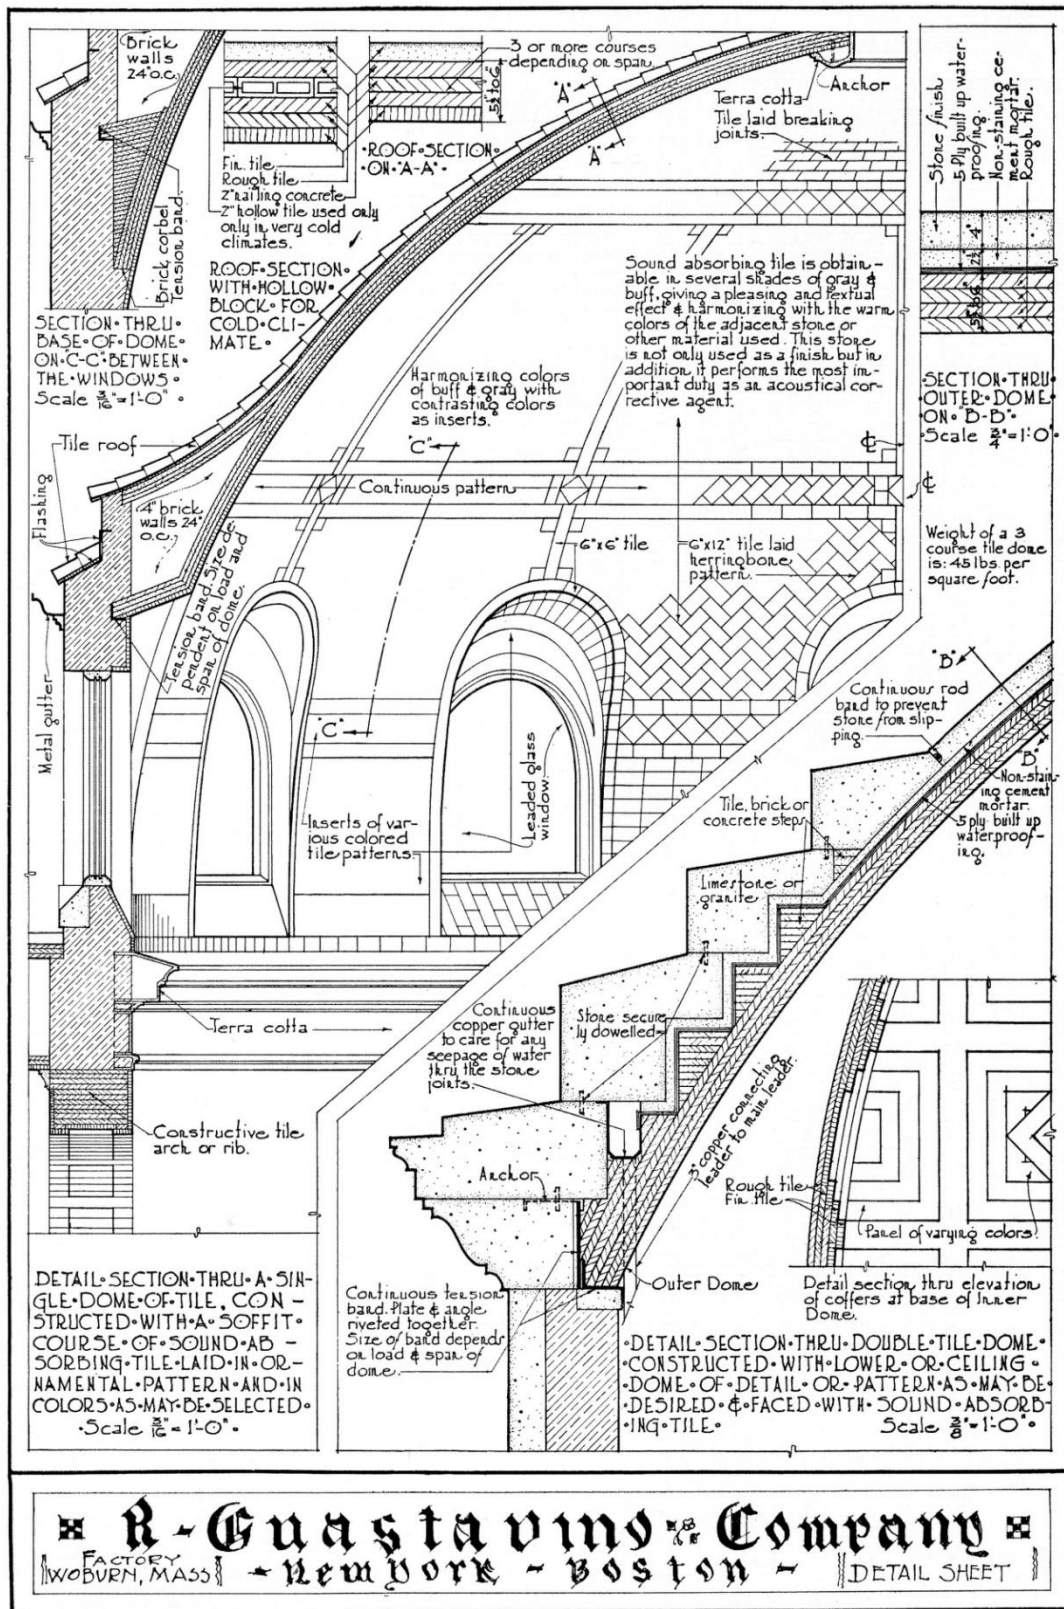 Brick
walls
24"o.c.
3 or more courses
depending on span.
5½" to 6"
"A"
"A"
Terra cotta
Anchor
Tile laid breaking
joints.
·ROOF·SECTION·
ON·"A-A"·
Fin. tile
Rough tile
2" nailing concrete
2" hollow tile used only
only in very cold
climates.
Brick corbel
Tension band.
SECTION·THRU·
BASE·OF·DOME·
ON·"C-C"·BETWEEN·
THE·WINDOWS·
Scale 3/16"=1'-0"·
ROOF·SECTION·
WITH·HOLLOW·
BLOCK·FOR·
COLD·CLI-
MATE·
Sound absorbing tile is obtain-
able in several shades of gray &
buff, giving a pleasing and textual
effect & harmonizing with the warm
colors of the adjacent stone or
other material used. This stone
is not only used as a finish but in
addition it performs the most im-
portant duty as an acoustical cor-
rective agent.
Stone finish
5 Ply built up water-
proofing.
Non-staining ce-
ment mortar.
Rough tile.
4"
2½"
5½" to 6"
·SECTION·THRU·
OUTER·DOME·
ON·"B-B"·
·Scale ¾"=1'-0"·
Harmonizing colors
of buff & gray with
contrasting colors
as inserts.
"C"
Tile roof
Flashing
4" brick
walls 24"
o.c.
Continuous pattern
℄
℄
6"x6" tile
6"x12" tile laid
herringbone
pattern.
Weight of a 3
course tile dome
is: 45 lbs. per
square foot.
Tension band. Size de-
pendent on load and
span of dome.
Metal gutter
"C"
Leaded glass
window.
Inserts of var-
ious colored
tile patterns.
"B"
Continuous rod
band to prevent
stone from slip-
ping.
"B"
Non-stain-
ing cement
mortar.
5 ply built up
waterproof-
ing.
Tile, brick or
concrete steps
Limestone or
granite
Terra cotta
Continuous
copper gutter
to care for any
seepage of water
thru the stone
joints.
Stone secure
ly dowelled
3" copper connecting
leader to main leader.
Constructive tile
arch or rib.
Anchor
Rough tile
Fin. tile
Panel of varying colors.
Outer Dome
Detail section thru elevation
of coffers at base of Inner
Dome.
Continuous tension
band. Plate & angle
riveted together.
Size of band depends
on load & span of
dome.
DETAIL·SECTION·THRU·A·SIN-
GLE·DOME·OF·TILE, CON-
STRUCTED·WITH·A·SOFFIT·
COURSE·OF·SOUND·AB-
SORBING·TILE·LAID·IN·OR-
NAMENTAL·PATTERN·AND·IN
COLORS·AS·MAY·BE·SELECTED·
·Scale 3/16"=1'-0"·
·DETAIL·SECTION·THRU·DOUBLE·TILE·DOME·
·CONSTRUCTED·WITH·LOWER·OR·CEILING·
·DOME·OF·DETAIL·OR·PATTERN·AS·MAY·BE·
·DESIRED·&·FACED·WITH·SOUND·ABSORB-
·ING·TILE· Scale 3/8"=1'-0"·
R-Guastavino Company
FACTORY
WOBURN, MASS
-New York - Boston-
DETAIL SHEET